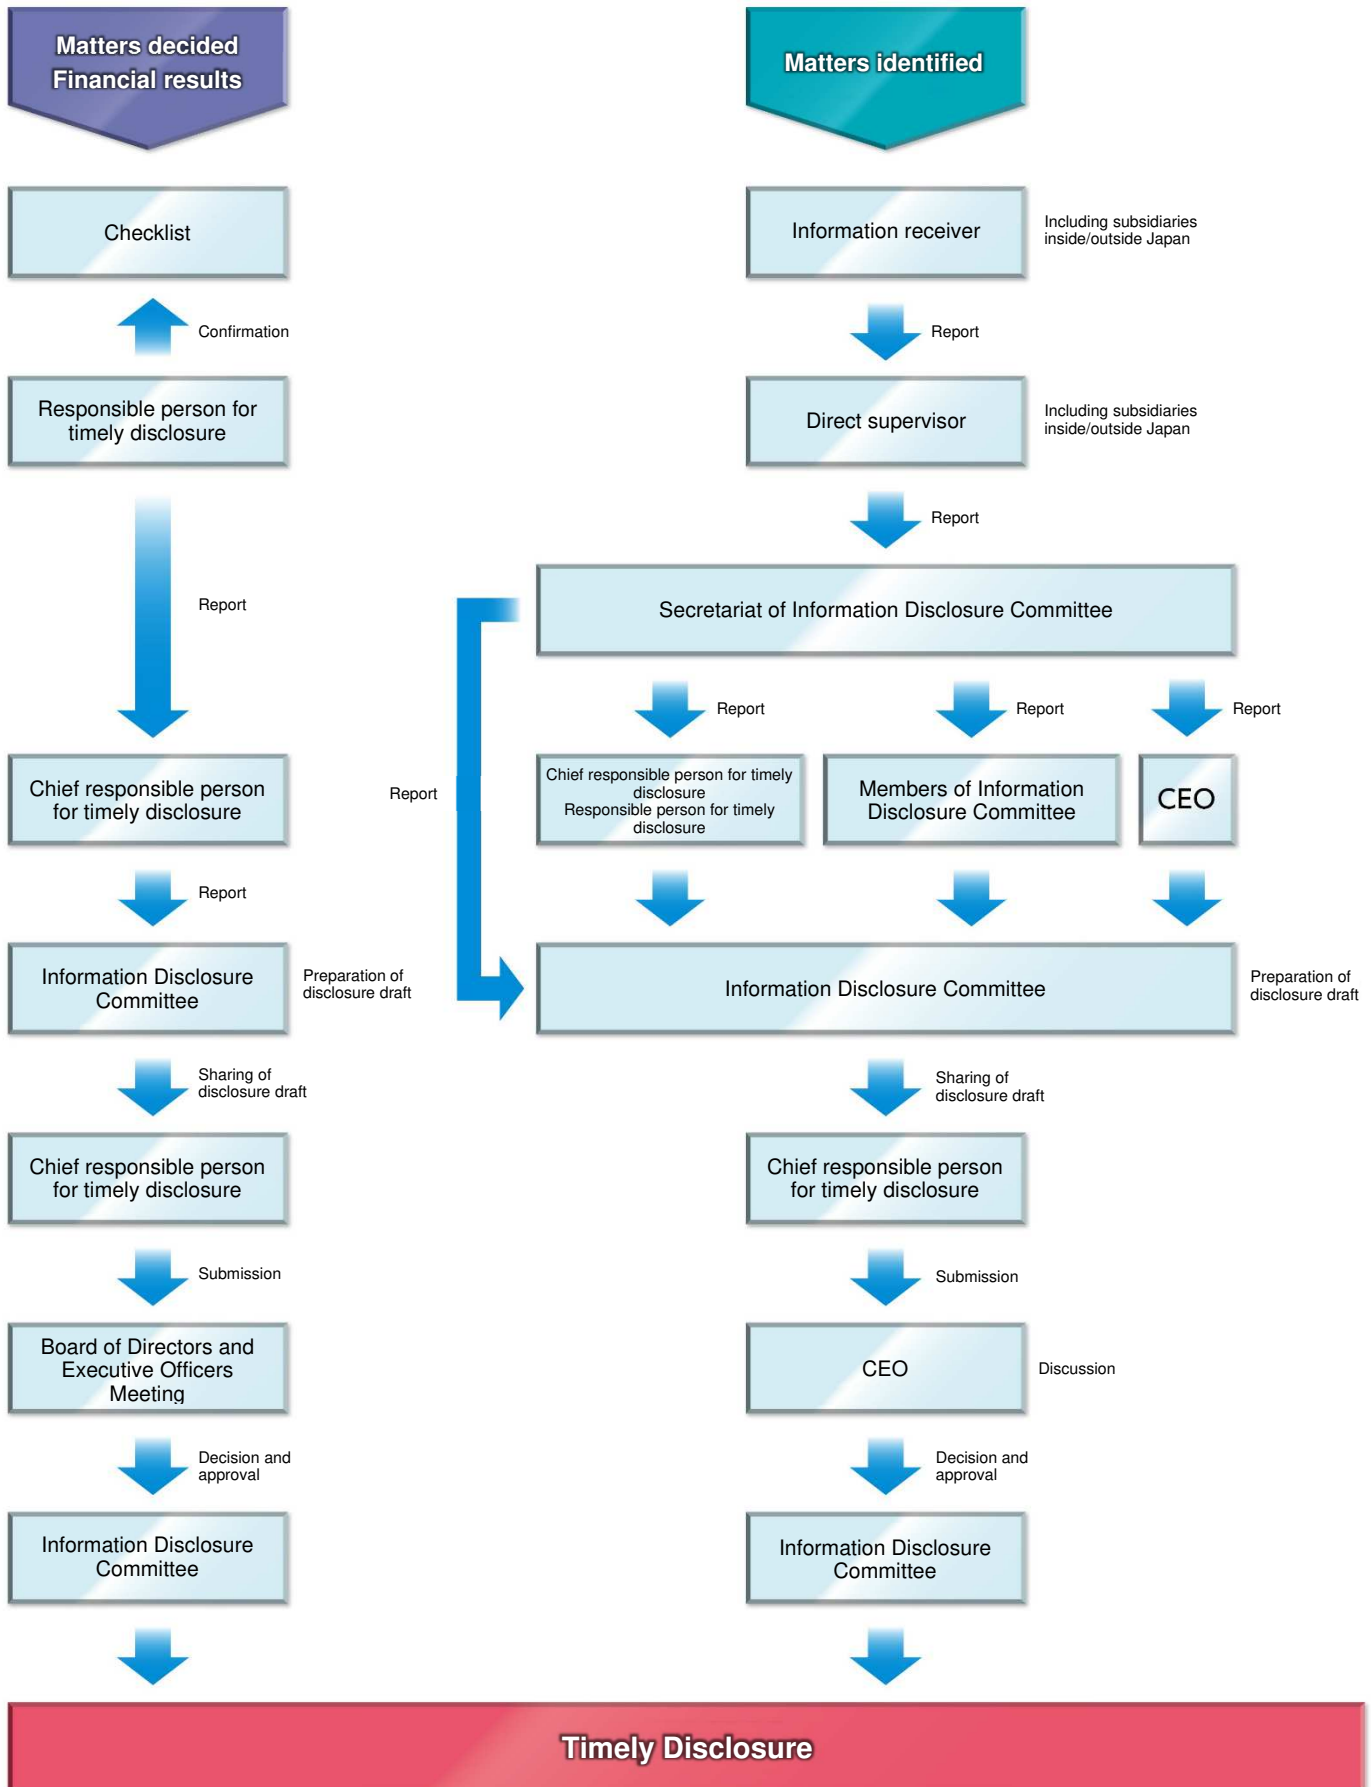 Matters decided
Financial results
Checklist
Confirmation
Responsible person for
timely disclosure
Report
Chief responsible person
for timely disclosure
Report
Information Disclosure
Committee
Preparation of
disclosure draft
Sharing of
disclosure draft
Chief responsible person
for timely disclosure
Submission
Board of Directors and
Executive Officers
Meeting
Decision and
approval
Information Disclosure
Committee
Matters identified
Information receiver
Including subsidiaries
inside/outside Japan
Report
Direct supervisor
Including subsidiaries
inside/outside Japan
Report
Secretariat of Information Disclosure Committee
Report
Report
Report
Report
Chief responsible person for timely
disclosure
Responsible person for timely
disclosure
Members of Information
Disclosure Committee
CEO
Information Disclosure Committee
Preparation of
disclosure draft
Sharing of
disclosure draft
Chief responsible person
for timely disclosure
Submission
CEO
Discussion
Decision and
approval
Information Disclosure
Committee
Timely Disclosure